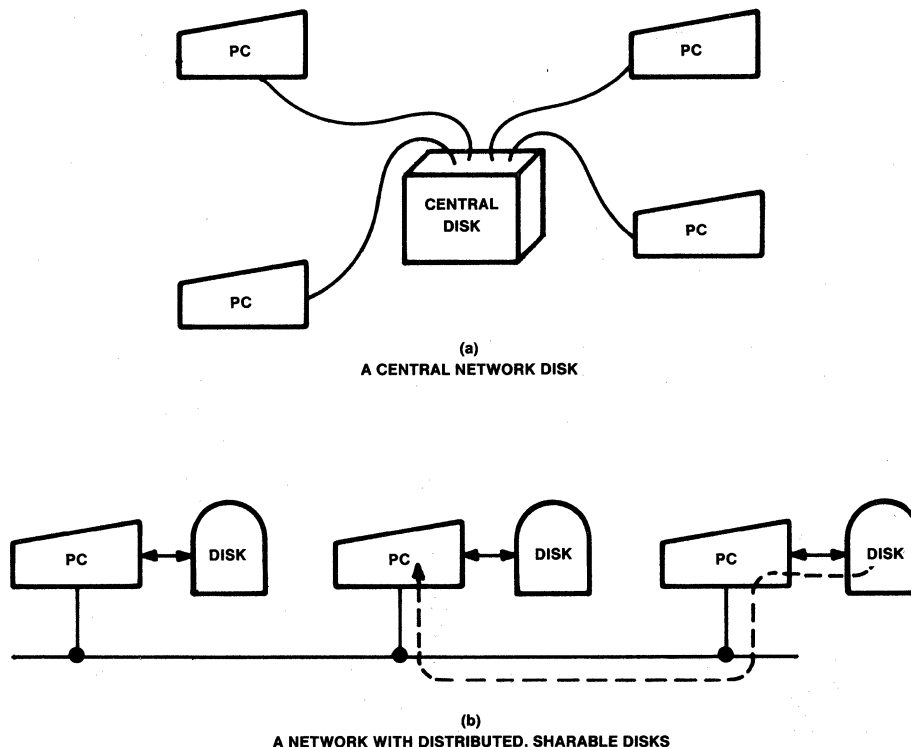 PC
PC
CENTRAL
DISK
PC
PC
(a)
A CENTRAL NETWORK DISK
PC
DISK
PC
DISK
PC
DISK
(b)
A NETWORK WITH DISTRIBUTED, SHARABLE DISKS